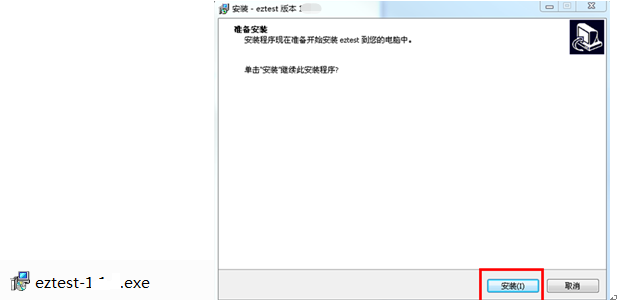 安装 - eztest 版本 1
准备安装
安装程序现在准备开始安装 eztest 到您的电脑中。
单击“安装”继续此安装程序?
eztest-1 .exe
安装(I)
取消